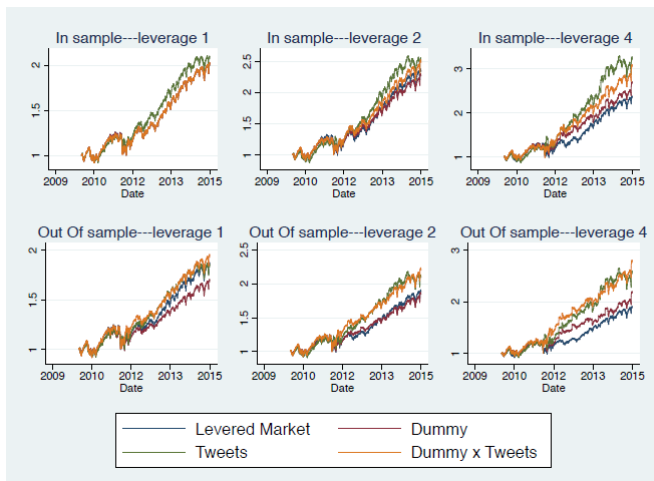 In sample---leverage 1
1 1.5 2
2009 2010 2012 2013 2015
Date
In sample---leverage 2
1 1.5 2 2.5
2009 2010 2012 2013 2015
Date
In sample---leverage 4
1 2 3
2009 2010 2012 2013 2015
Date
Out Of sample---leverage 1
1 1.5 2
2009 2010 2012 2013 2015
Date
Out Of sample---leverage 2
1 1.5 2 2.5
2009 2010 2012 2013 2015
Date
Out Of sample---leverage 4
1 2 3
2009 2010 2012 2013 2015
Date
Levered Market Dummy
Tweets Dummy x Tweets